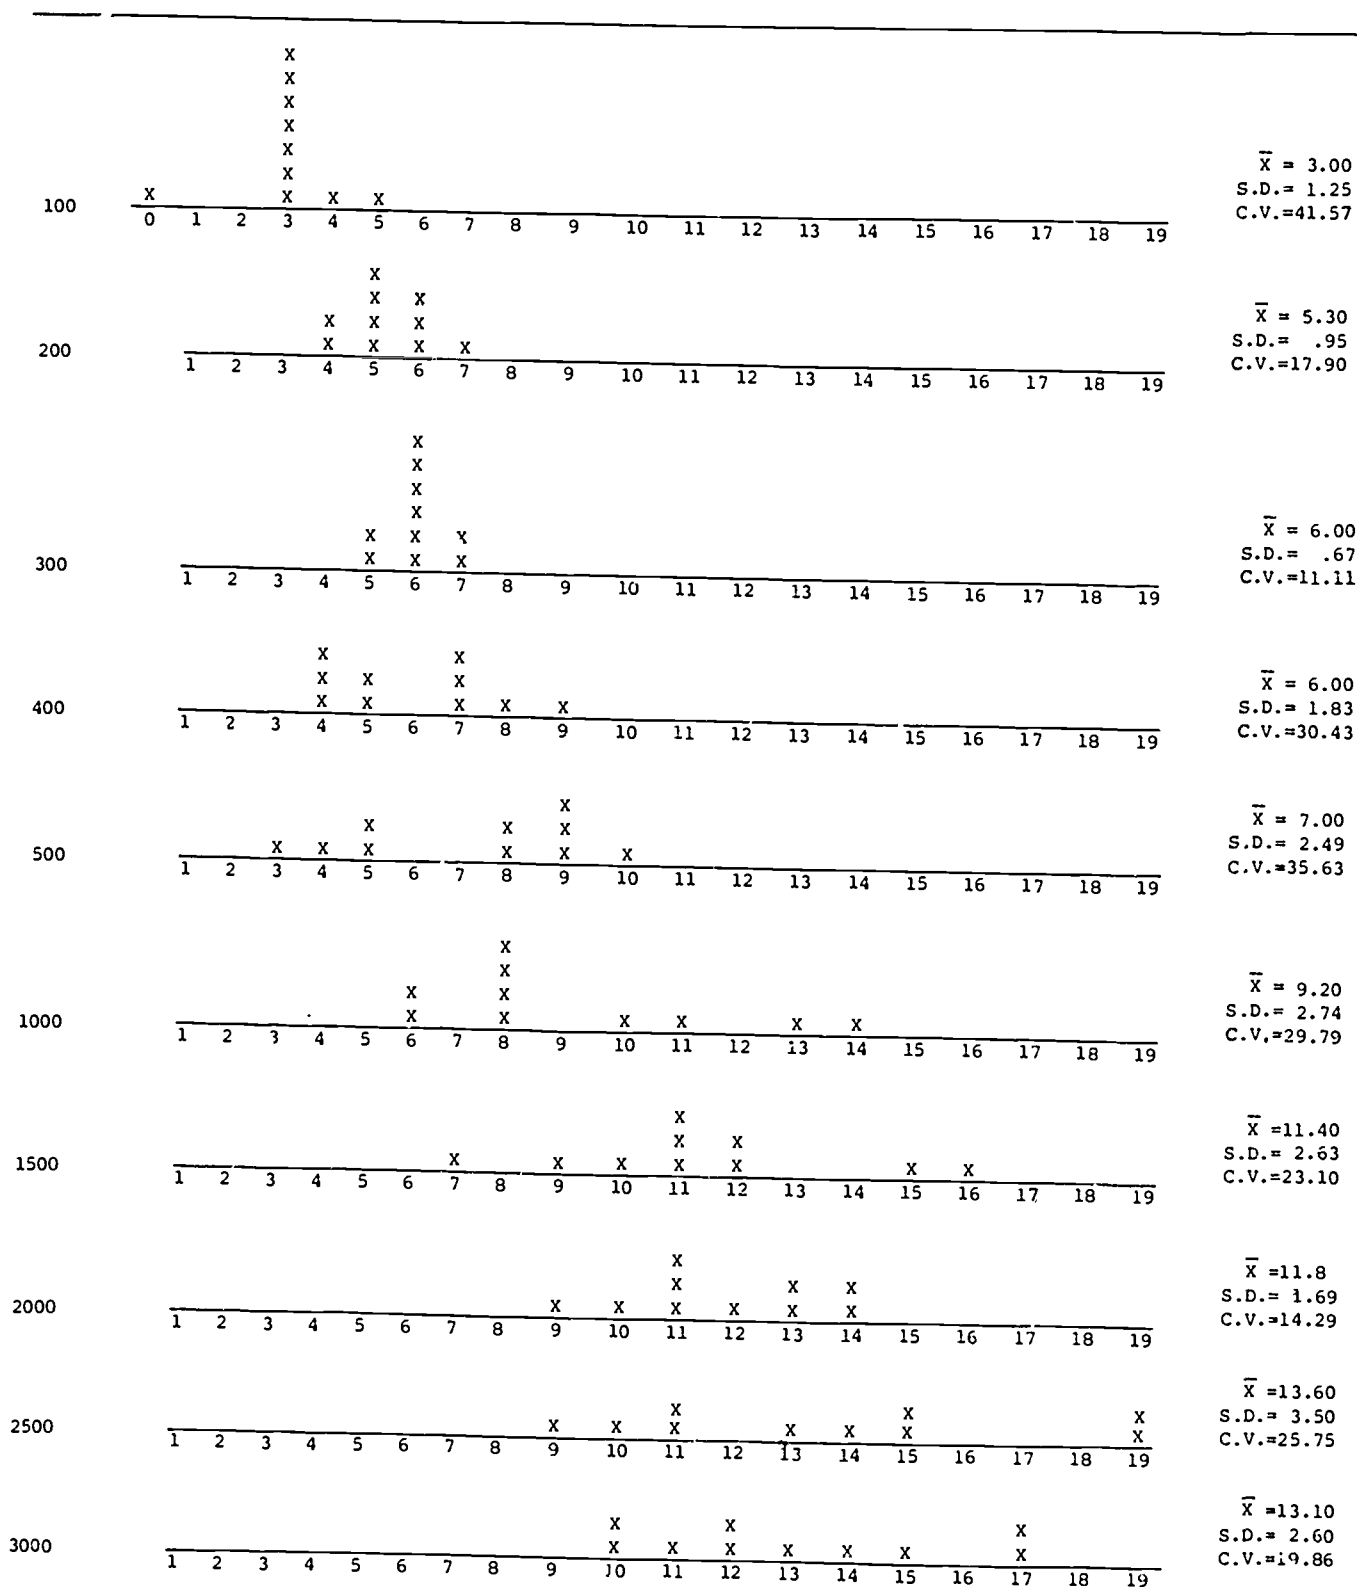 X
X
X
X
X
X
X X X X
100
0 1 2 3 4 5 6 7 8 9 10 11 12 13 14 15 16 17 18 19
X̄ = 3.00
S.D.= 1.25
C.V.=41.57
X
X X
X X X
X X X X
200
1 2 3 4 5 6 7 8 9 10 11 12 13 14 15 16 17 18 19
X̄ = 5.30
S.D.= .95
C.V.=17.90
X
X
X
X
X X X
X X X
300
1 2 3 4 5 6 7 8 9 10 11 12 13 14 15 16 17 18 19
X̄ = 6.00
S.D.= .67
C.V.=11.11
X X
X X X
X X X X X
400
1 2 3 4 5 6 7 8 9 10 11 12 13 14 15 16 17 18 19
X̄ = 6.00
S.D.= 1.83
C.V.=30.43
X
X X X
X X X X X X
500
1 2 3 4 5 6 7 8 9 10 11 12 13 14 15 16 17 18 19
X̄ = 7.00
S.D.= 2.49
C.V.=35.63
X
X
X X
X X X X X X
1000
1 2 3 4 5 6 7 8 9 10 11 12 13 14 15 16 17 18 19
X̄ = 9.20
S.D.= 2.74
C.V.=29.79
X
X X
X X X X X X X
1500
1 2 3 4 5 6 7 8 9 10 11 12 13 14 15 16 17 18 19
X̄ =11.40
S.D.= 2.63
C.V.=23.10
X
X X X
X X X X X X
2000
1 2 3 4 5 6 7 8 9 10 11 12 13 14 15 16 17 18 19
X̄ =11.8
S.D.= 1.69
C.V.=14.29
X X X
X X X X X X X
2500
1 2 3 4 5 6 7 8 9 10 11 12 13 14 15 16 17 18 19
X̄ =13.60
S.D.= 3.50
C.V.=25.75
X X X
X X X X X X X
3000
1 2 3 4 5 6 7 8 9 10 11 12 13 14 15 16 17 18 19
X̄ =13.10
S.D.= 2.60
C.V.=19.86